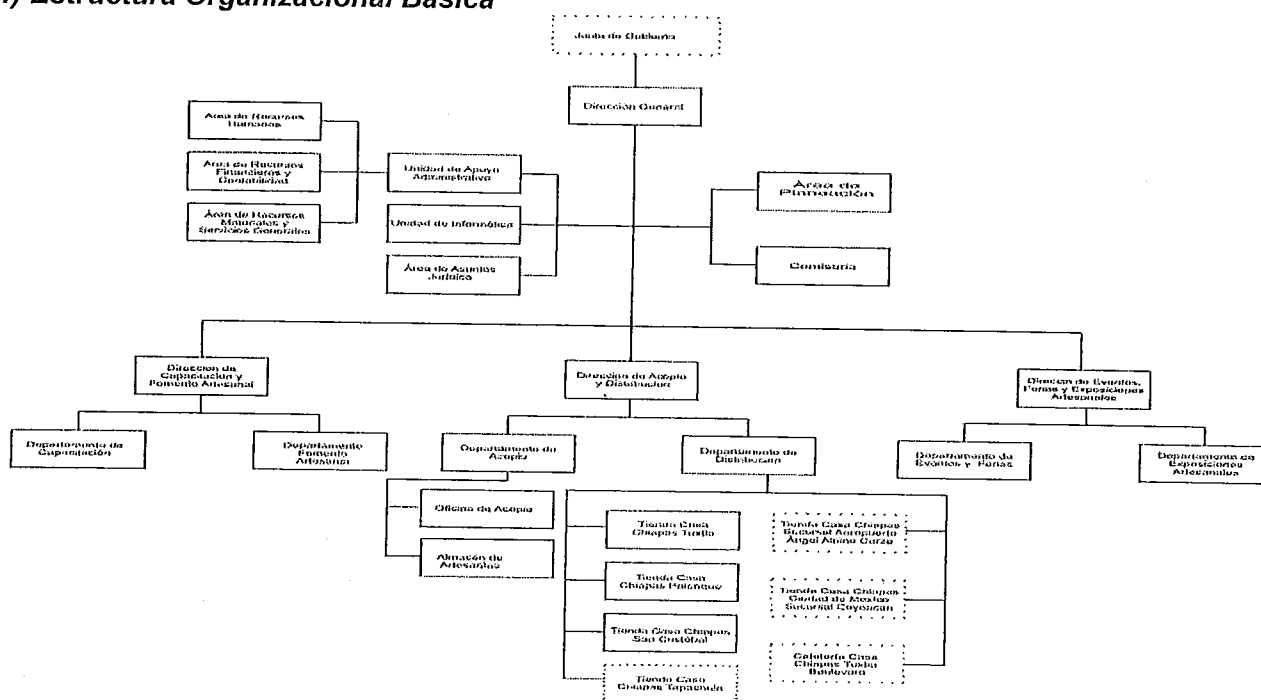 Estructura Organizacional Básica
Junta de Gobierno
Dirección General
Área de Recursos
Humanos
Área de Recursos
Financieros y
Contabilidad
Área de Recursos
Materiales y
Servicios Generales
Unidad de Apoyo
Administrativo
Unidad de Informática
Área de Asuntos
Jurídico
Área de
Planeación
Comisaría
Dirección de
Capacitación y
Fomento Artesanal
Dirección de Acopio
y Distribución
Direccn de Eventos,
Ferias y Exposiciones
Artesanales
Departamento de
Capacitación
Departamento
Fomento
Artesanal
Departamento de
Acopio
Departamento de
Distribución
Departamento de
Eventos y Ferias
Departamento de
Exposiciones
Artesanales
Oficina de Acopio
Almacén de
Artesanías
Tienda Casa
Chiapas Tuxtla
Tienda Casa
Chiapas Palenque
Tienda Casa Chiapas
San Cristóbal
Tienda Casa
Chiapas Tapachula
Tienda Casa Chiapas
Sucursal Aeropuerto
Ángel Albino Corzo
Tienda Casa Chiapas
Ciudad de México
Sucursal Coyoacan
Cafetería Casa
Chiapas Tuxtla
Boulevard